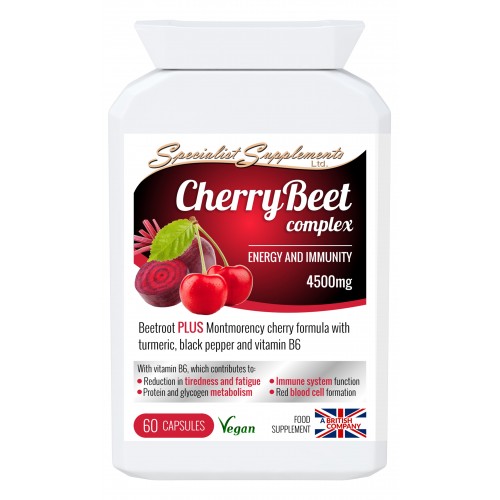 Specialist Supplements
Ltd.
CherryBeet
complex
ENERGY AND IMMUNITY
4500mg
Beetroot PLUS Montmorency cherry formula with
turmeric, black pepper and vitamin B6
With vitamin B6, which contributes to:
• Reduction in tiredness and fatigue
• Immune system function
• Protein and glycogen metabolism
• Red blood cell formation
60 CAPSULES
Vegan
FOOD
SUPPLEMENT
A BRITISH
COMPANY